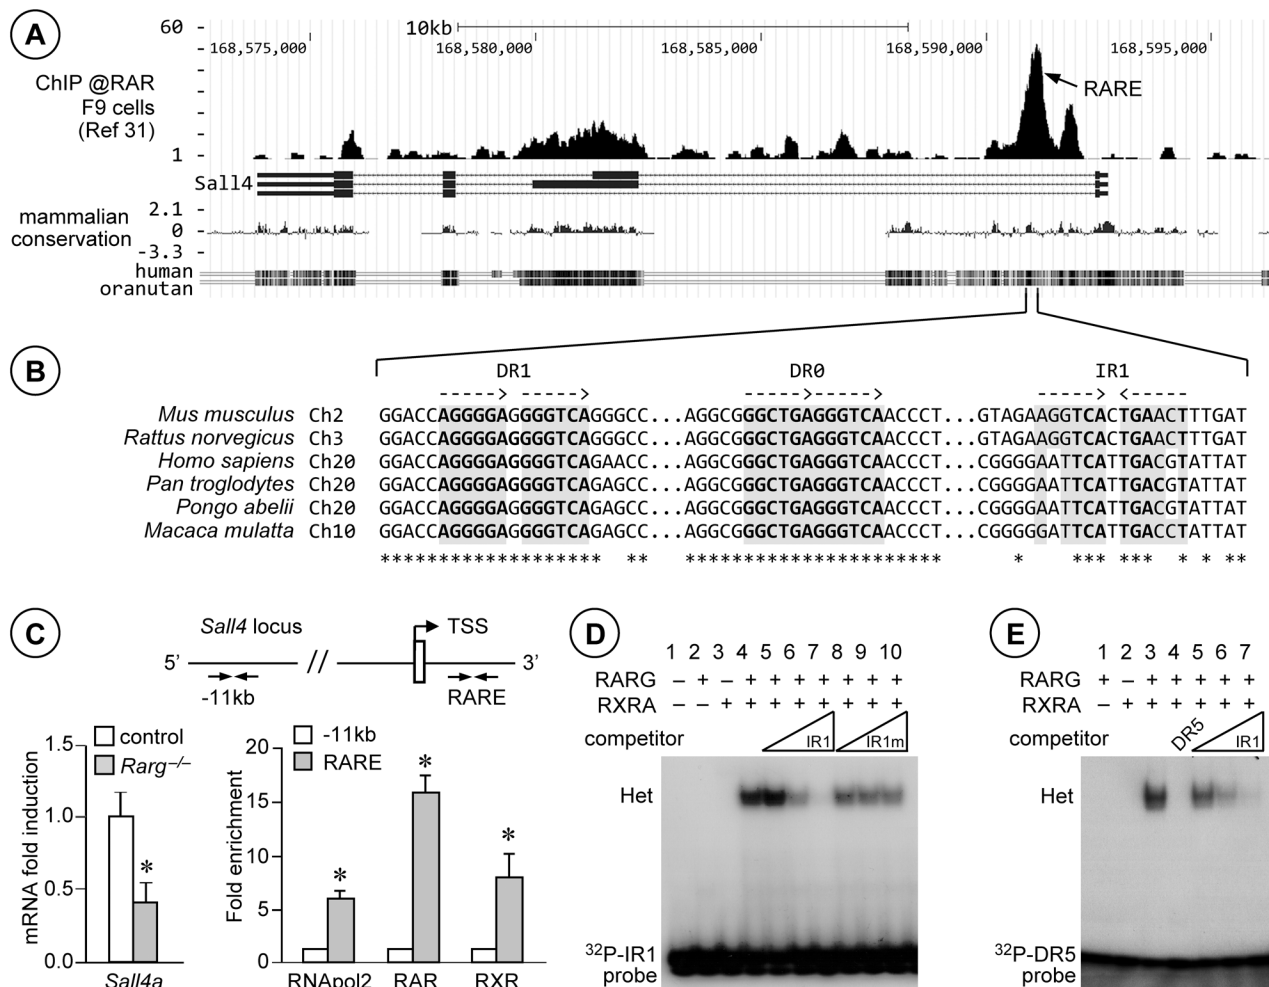 A
60
10kb
168,575,000 168,580,000 168,585,000 168,590,000 168,595,000
ChIP @RAR
F9 cells
(Ref 31)
RARE
1
Sall4
2.1
mammalian
conservation
0
-3.3
human
oranutan
B
DR1 DR0 IR1
Mus musculus Ch2 GGACCAGGGGAGGGGTCAGGGCC...AGGCGGGCTGAGGGTCAACCCT...GTAGAAGGTCACTGAACTTTGAT
Rattus norvegicus Ch3 GGACCAGGGGAGGGGTCAGGGCC...AGGCGGGCTGAGGGTCAACCCT...GTAGAAGGTCACTGAACTTTGAT
Homo sapiens Ch20 GGACCAGGGGAGGGGTCAGAACC...AGGCGGGCTGAGGGTCAACCCT...CGGGGAATTCATTGACGTATTAT
Pan troglodytes Ch20 GGACCAGGGGAGGGGTCAGAGCC...AGGCGGGCTGAGGGTCAACCCT...CGGGGAATTCATTGACGTATTAT
Pongo abelii Ch20 GGACCAGGGGAGGGGTCAGAGCC...AGGCGGGCTGAGGGTCAACCCT...CGGGGAATTCATTGACGTATTAT
Macaca mulatta Ch10 GGACCAGGGGAGGGGTCAGAGCC...AGGCGGGCTGAGGGTCAACCCT...CGGGGAATTCATTGACCTATTAT
******************* ** ********************** * *** *** * * **
C
Sall4 locus
TSS
5' // 3'
-11kb
RARE
control
Rarg–/–
mRNA fold induction
1.5
1.0
0.5
0.0
*
Sall4a
-11kb
RARE
Fold enrichment
20
15
10
5
0
* * *
RNApol2 RAR RXR
D
1 2 3 4 5 6 7 8 9 10
RARG – + – + + + + + + +
RXRA – – + + + + + + + +
competitor IR1 IR1m
Het
32P-IR1
probe
E
1 2 3 4 5 6 7
RARG + – + + + + +
RXRA – + + + + + +
competitor DR5 IR1
Het
32P-DR5
probe